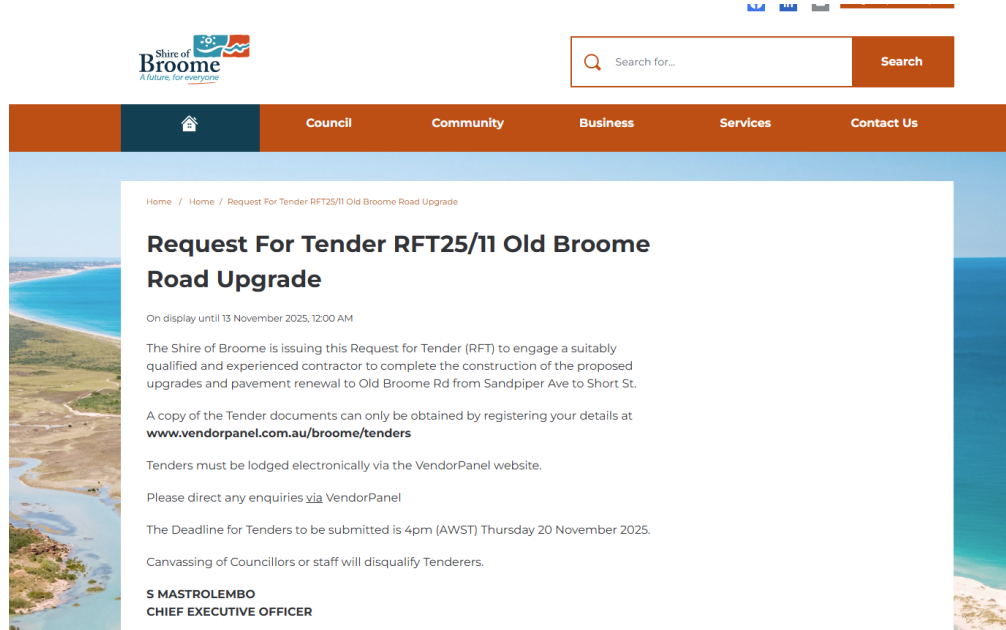 Shire of
Broome
A future, for everyone
Search for...
Search
Council
Community
Business
Services
Contact Us
Home / Home / Request For Tender RFT25/11 Old Broome Road Upgrade
Request For Tender RFT25/11 Old Broome
Road Upgrade
On display until 13 November 2025, 12:00 AM
The Shire of Broome is issuing this Request for Tender (RFT) to engage a suitably
qualified and experienced contractor to complete the construction of the proposed
upgrades and pavement renewal to Old Broome Rd from Sandpiper Ave to Short St.
A copy of the Tender documents can only be obtained by registering your details at
www.vendorpanel.com.au/broome/tenders
Tenders must be lodged electronically via the VendorPanel website.
Please direct any enquiries via VendorPanel
The Deadline for Tenders to be submitted is 4pm (AWST) Thursday 20 November 2025.
Canvassing of Councillors or staff will disqualify Tenderers.
S MASTROLEMBO
CHIEF EXECUTIVE OFFICER